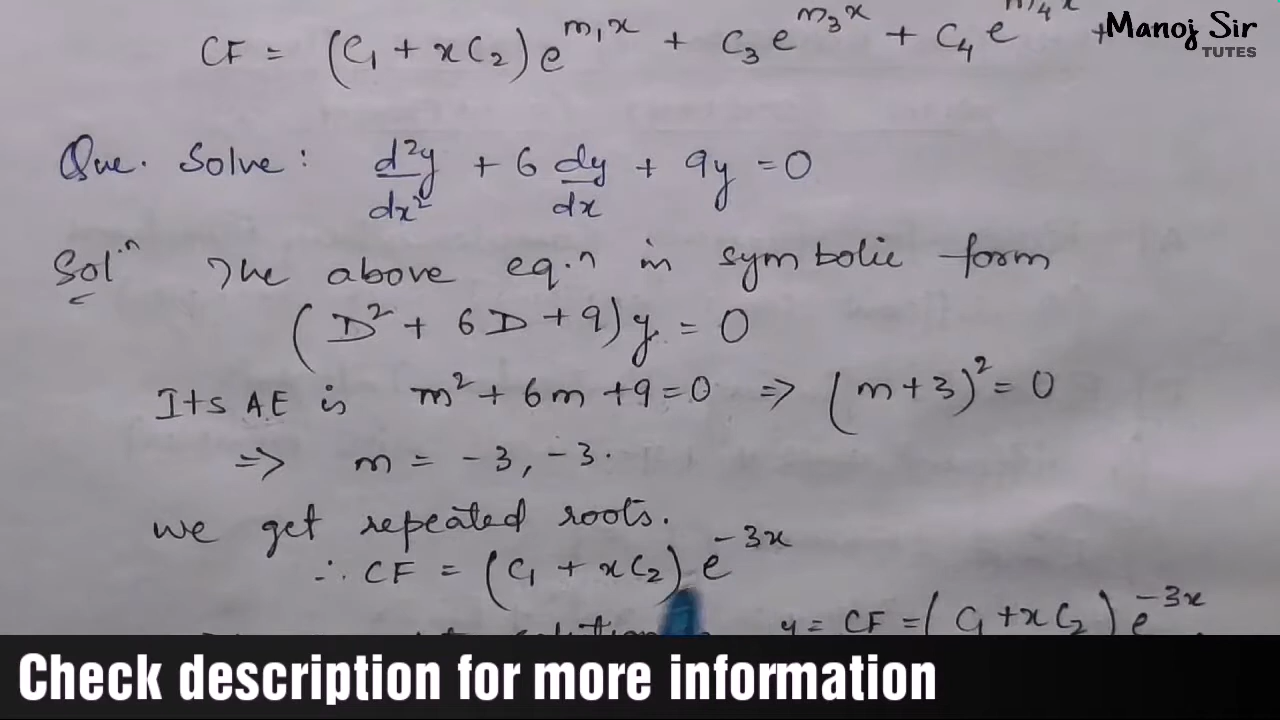 CF = (C₁ + xC₂) e^{m₁x} + C₃e^{m₃x} + C₄e^{m₄x} +
Manoj Sir
TUTES
Que. Solve: d²y/dx² + 6 dy/dx + 9y = 0
Solⁿ The above eq.n in symbolic form
(D² + 6D + 9)y = 0
Its A.E is m² + 6m + 9 = 0 => (m+3)² = 0
=> m = -3, -3.
we get repeated roots.
∴ CF = (C₁ + xC₂) e^{-3x}
solution y = CF = (C₁ + xC₂) e^{-3x}.
Check description for more information